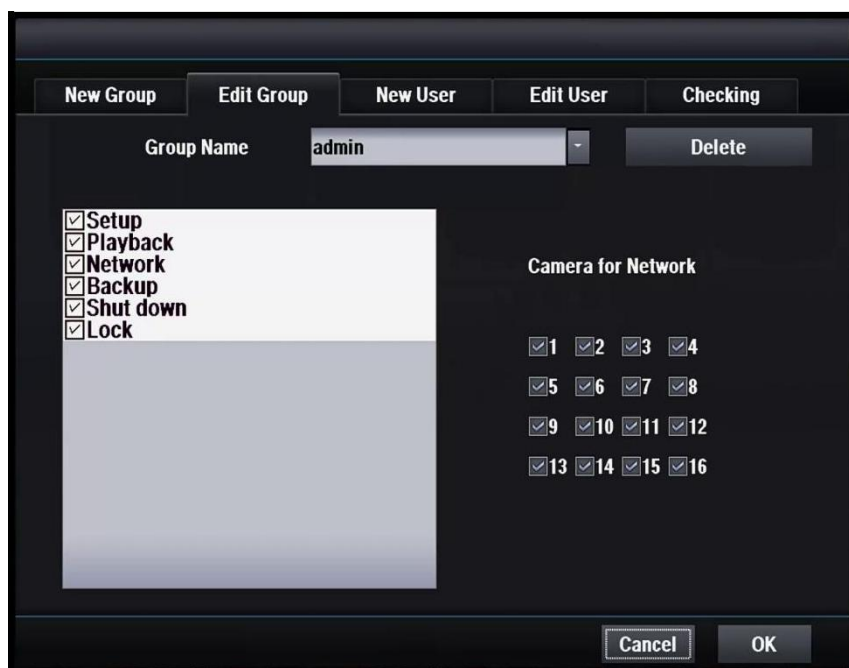 New Group Edit Group New User Edit User Checking
Group Name admin Delete
Setup
Playback
Network
Backup
Shut down
Lock
Camera for Network
1 2 3 4
5 6 7 8
9 10 11 12
13 14 15 16
Cancel OK